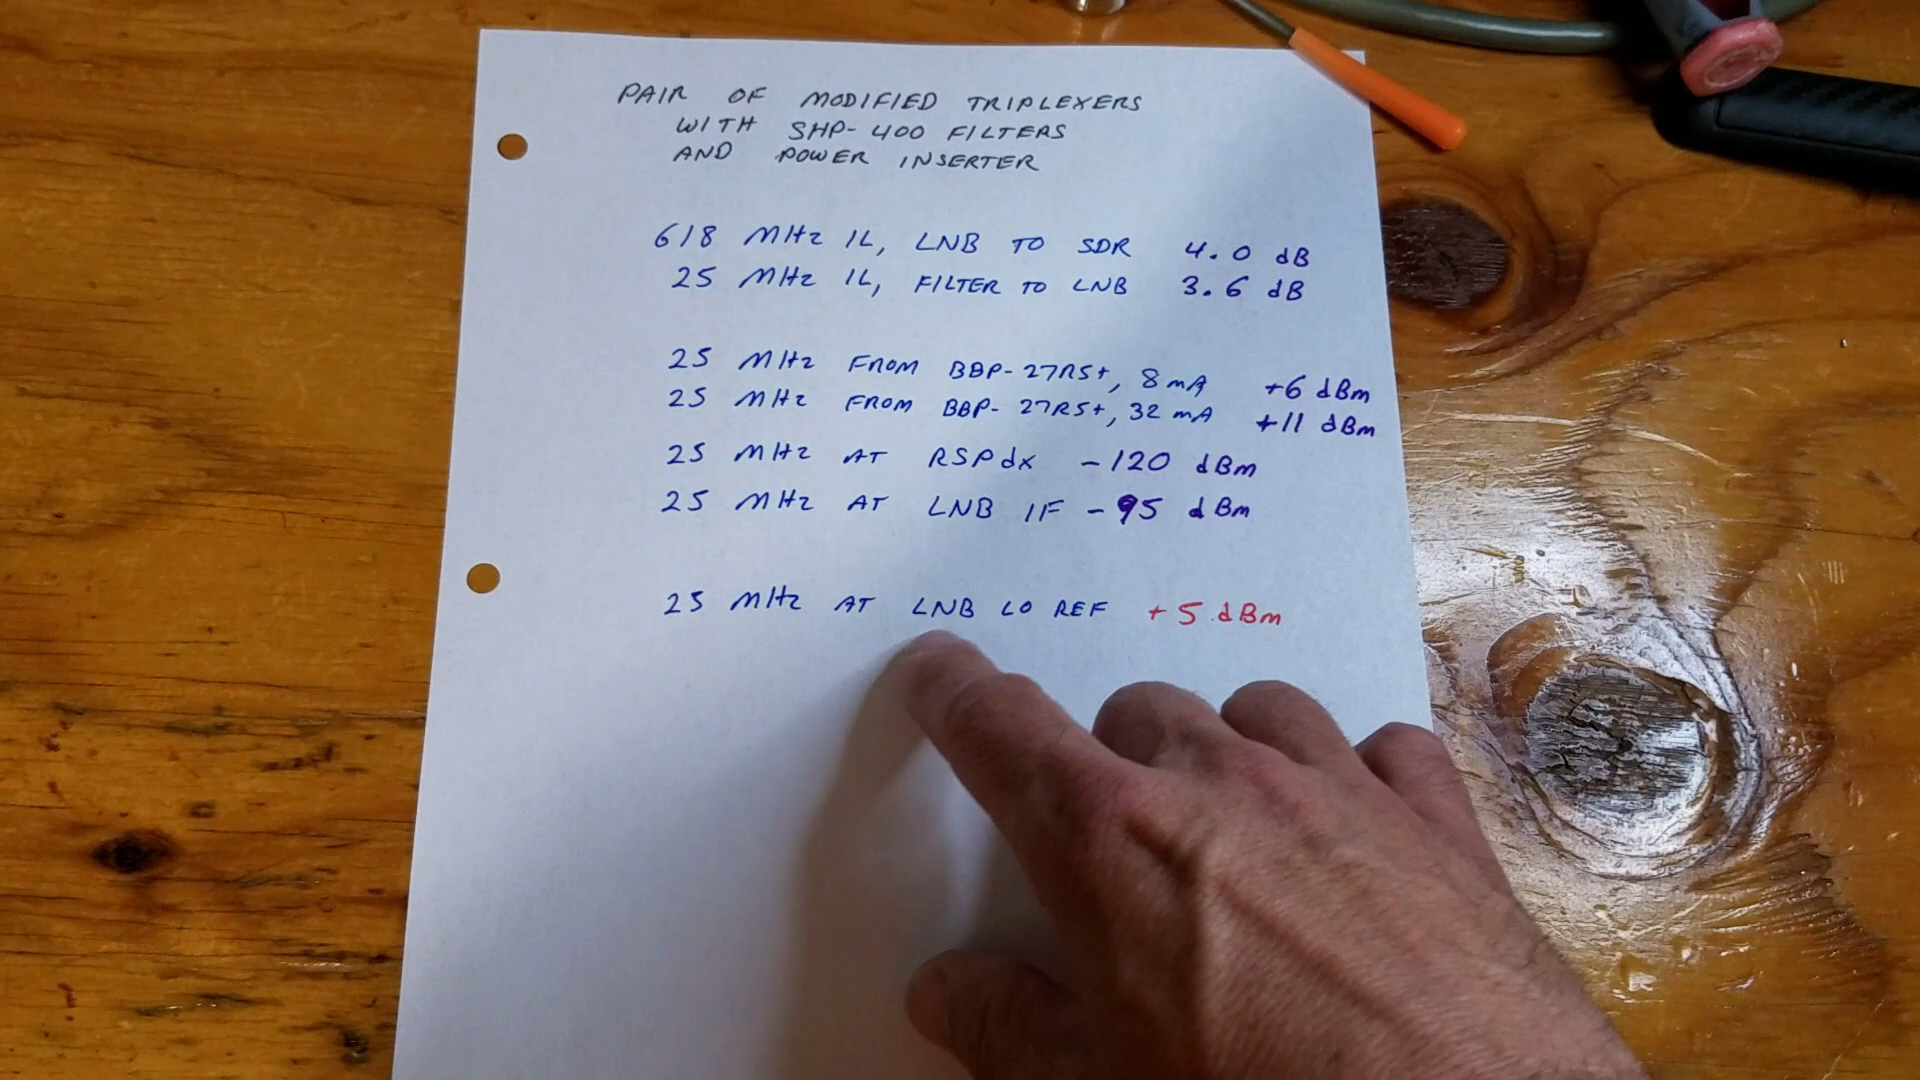 PAIR OF MODIFIED TRIPLEXERS
WITH SHP-400 FILTERS
AND POWER INSERTER
618 MHz IL, LNB TO SDR 4.0 dB
25 MHz IL, FILTER TO LNB 3.6 dB
25 MHz FROM BBP-27RS+, 8 mA +6 dBm
25 MHz FROM BBP-27RS+, 32 mA +11 dBm
25 MHz AT RSPdx -120 dBm
25 MHz AT LNB IF -95 dBm
25 MHz AT LNB LO REF +5 dBm